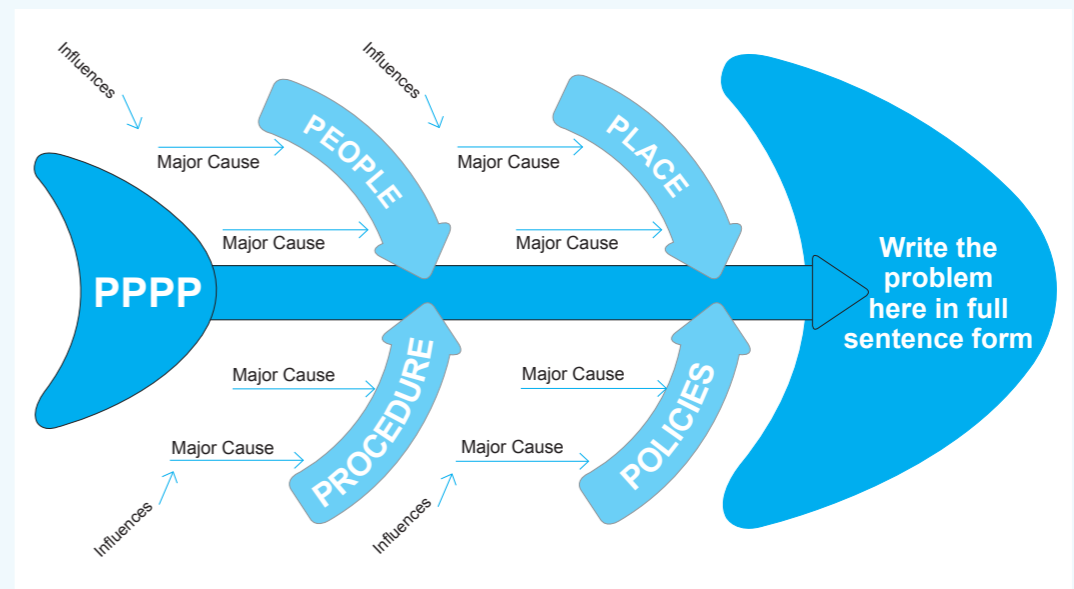 Influences
Influences
PEOPLE
PLACE
Major Cause
Major Cause
Major Cause
Major Cause
PPPP
Write the
problem
here in full
sentence form
Major Cause
Major Cause
PROCEDURE
POLICIES
Major Cause
Major Cause
Influences
Influences